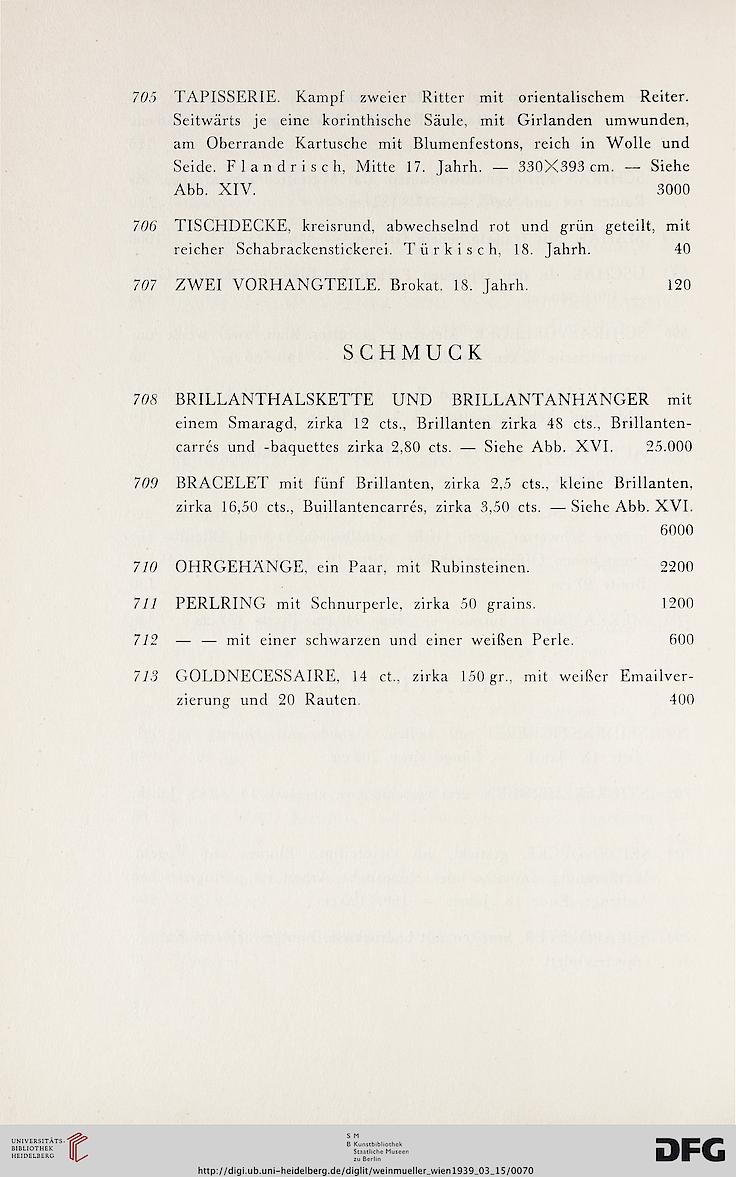 705 TAPISSERIE. Kampf zweier Ritter mit orientalischem Reiter.
Seitwärts je eine korinthische Säule, mit Girlanden umwunden,
am Oberrande Kartusche mit Blumenfestons, reich in Wolle und
Seide. Flandrisch, Mitte 17. Jahrh. — 330X393 cm. — Siehe
Abb. XIV. 3000
706 TISCHDECKE, kreisrund, abwechselnd rot und grün geteilt, mit
reicher Schabrackenstickerei. Türkisch, 18. Jahrh. 40
707 ZWEI VORHANGTEILE. Brokat. 18. Jahrh. 120
SCHMUCK
708 BRILLANTHALSKETTE UND BRILLANTANHÄNGER mit
einem Smaragd, zirka 12 cts., Brillanten zirka 48 cts., Brillanten-
carrés und -baquettes zirka 2,80 cts. — Siehe Abb. XVI. 25.000
709 BRACELET mit fünf Brillanten, zirka 2,5 cts., kleine Brillanten,
zirka 16,50 cts., Buillantencarrés, zirka 3,50 cts. — Siehe Abb. XVI.
6000
710 OHRGEHÄNGE, ein Paar, mit Rubinsteinen. 2200
711 PERLRING mit Schnurperle, zirka 50 grains. 1200
712 — — mit einer schwarzen und einer weißen Perle. 600
713 GOLDNECESSAIRE, 14 ct., zirka 150 gr., mit weißer Emailver-
zierung und 20 Rauten. 400
UNIVERSITÄTS-
BIBLIOTHEK
HEIDELBERG
S M
B Kunstbibliothek
Staatliche Museen
zu Berlin
DFG
http://digi.ub.uni-heidelberg.de/diglit/weinmueller_wien1939_03_15/0070